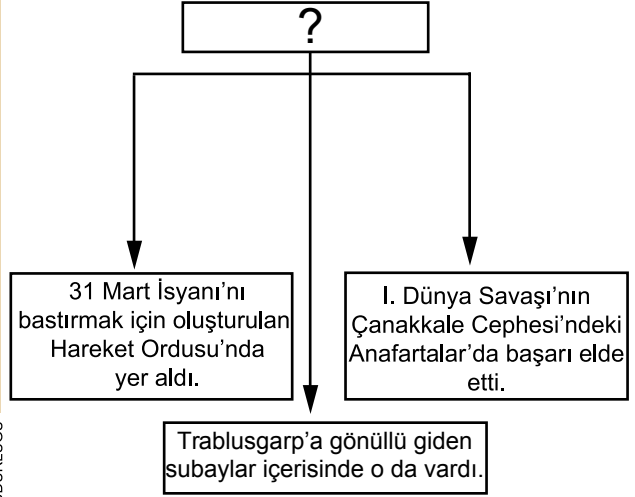 ?
31 Mart İsyanı'nı
bastırmak için oluşturulan
Hareket Ordusu'nda
yer aldı.
I. Dünya Savaşı'nın
Çanakkale Cephesi'ndeki
Anafartalar'da başarı elde
etti.
Trablusgarp'a gönüllü giden
subaylar içerisinde o da vardı.